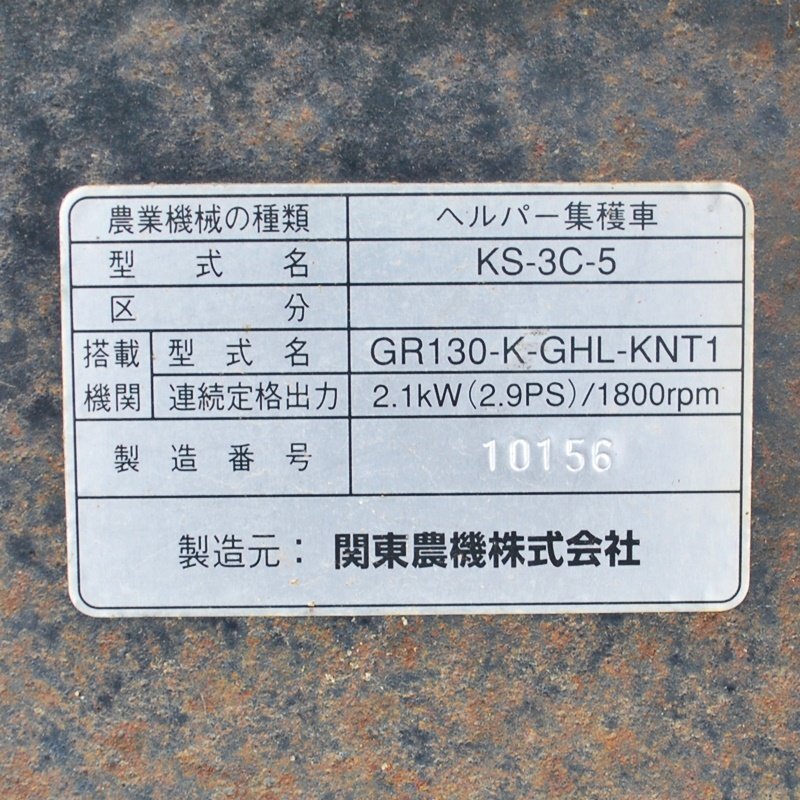 農業機械の種類 ヘルパー集穫車
型式名 KS-3C-5
区分
搭載機関 型式名 GR130-K-GHL-KNT1
連続定格出力 2.1kW(2.9PS)/1800rpm
製造番号 10156
製造元：関東農機株式会社